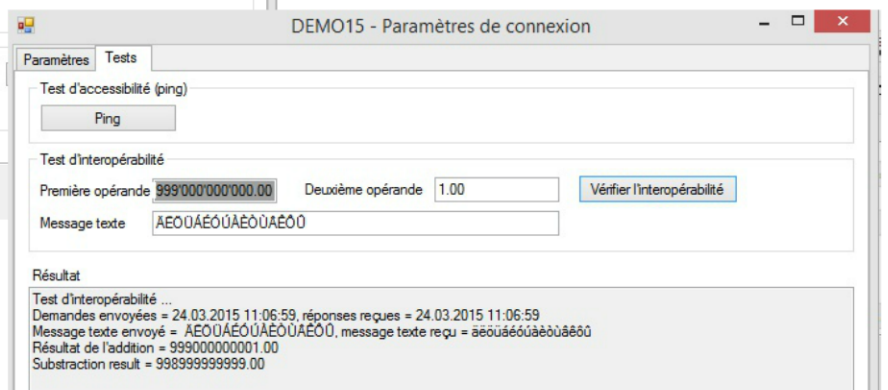 DEMO15 - Paramètres de connexion
Paramètres Tests
Test d'accessibilité (ping)
Ping
Test d'interopérabilité
Première opérande 999'000'000'000.00 Deuxième opérande 1.00 Vérifier l'interopérabilité
Message texte ÄËÖÜÁÉÓÚÀÈÒÙÂÊÔÛ
Résultat
Test d'interopérabilité ...
Demandes envoyées = 24.03.2015 11:06:59, réponses reçues = 24.03.2015 11:06:59
Message texte envoyé = ÄËÖÜÁÉÓÚÀÈÒÙÂÊÔÛ, message texte reçu = äëöüáéóúàèòùâêôû
Résultat de l'addition = 999000000001.00
Substraction result = 998999999999.00